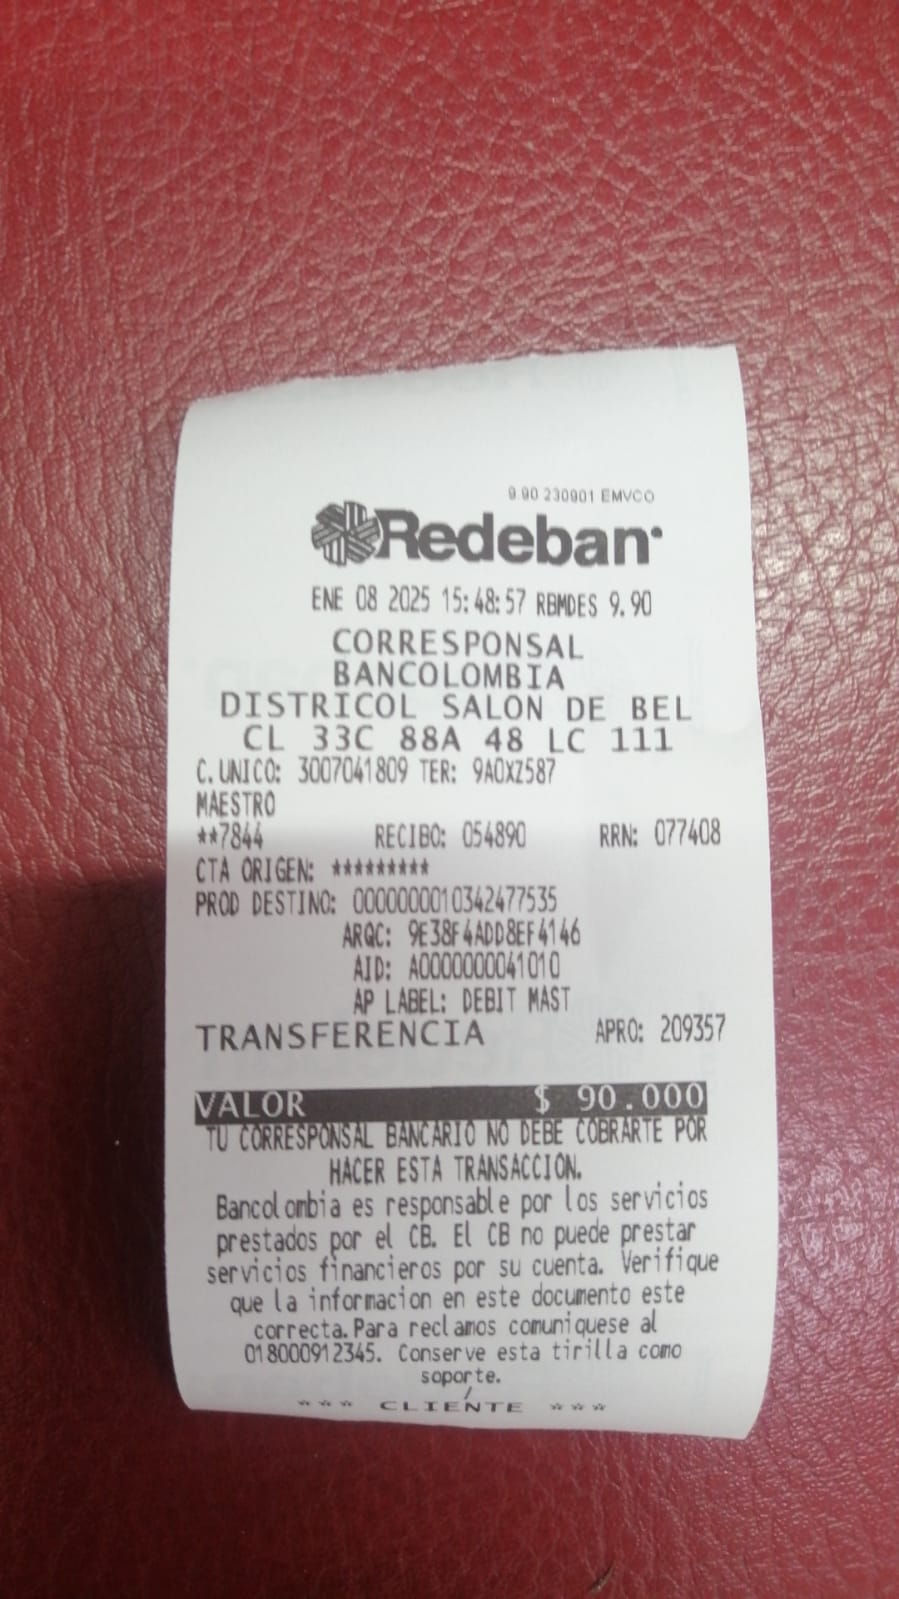 9.90 230901 EMVCO
Redeban
ENE 08 2025 15:48:57 RBMDES 9.90
CORRESPONSAL
BANCOLOMBIA
DISTRICOL SALON DE BEL
CL 33C 88A 48 LC 111
C. UNICO: 3007041809 TER: 9A0XZ587
MAESTRO
**7844 RECIBO: 054890 RRN: 077408
CTA ORIGEN: *********
PROD DESTINO: 0000000010342477535
ARQC: 9E38F4ADD8EF4146
AID: A0000000041010
AP LABEL: DEBIT MAST
TRANSFERENCIA APRO: 209357
VALOR $ 90.000
TU CORRESPONSAL BANCARIO NO DEBE COBRARTE POR
HACER ESTA TRANSACCION.
Bancolombia es responsable por los servicios
prestados por el CB. El CB no puede prestar
servicios financieros por su cuenta. Verifique
que la informacion en este documento este
correcta. Para reclamos comuniquese al
018000912345. Conserve esta tirilla como
soporte.
/
*** CLIENTE ***